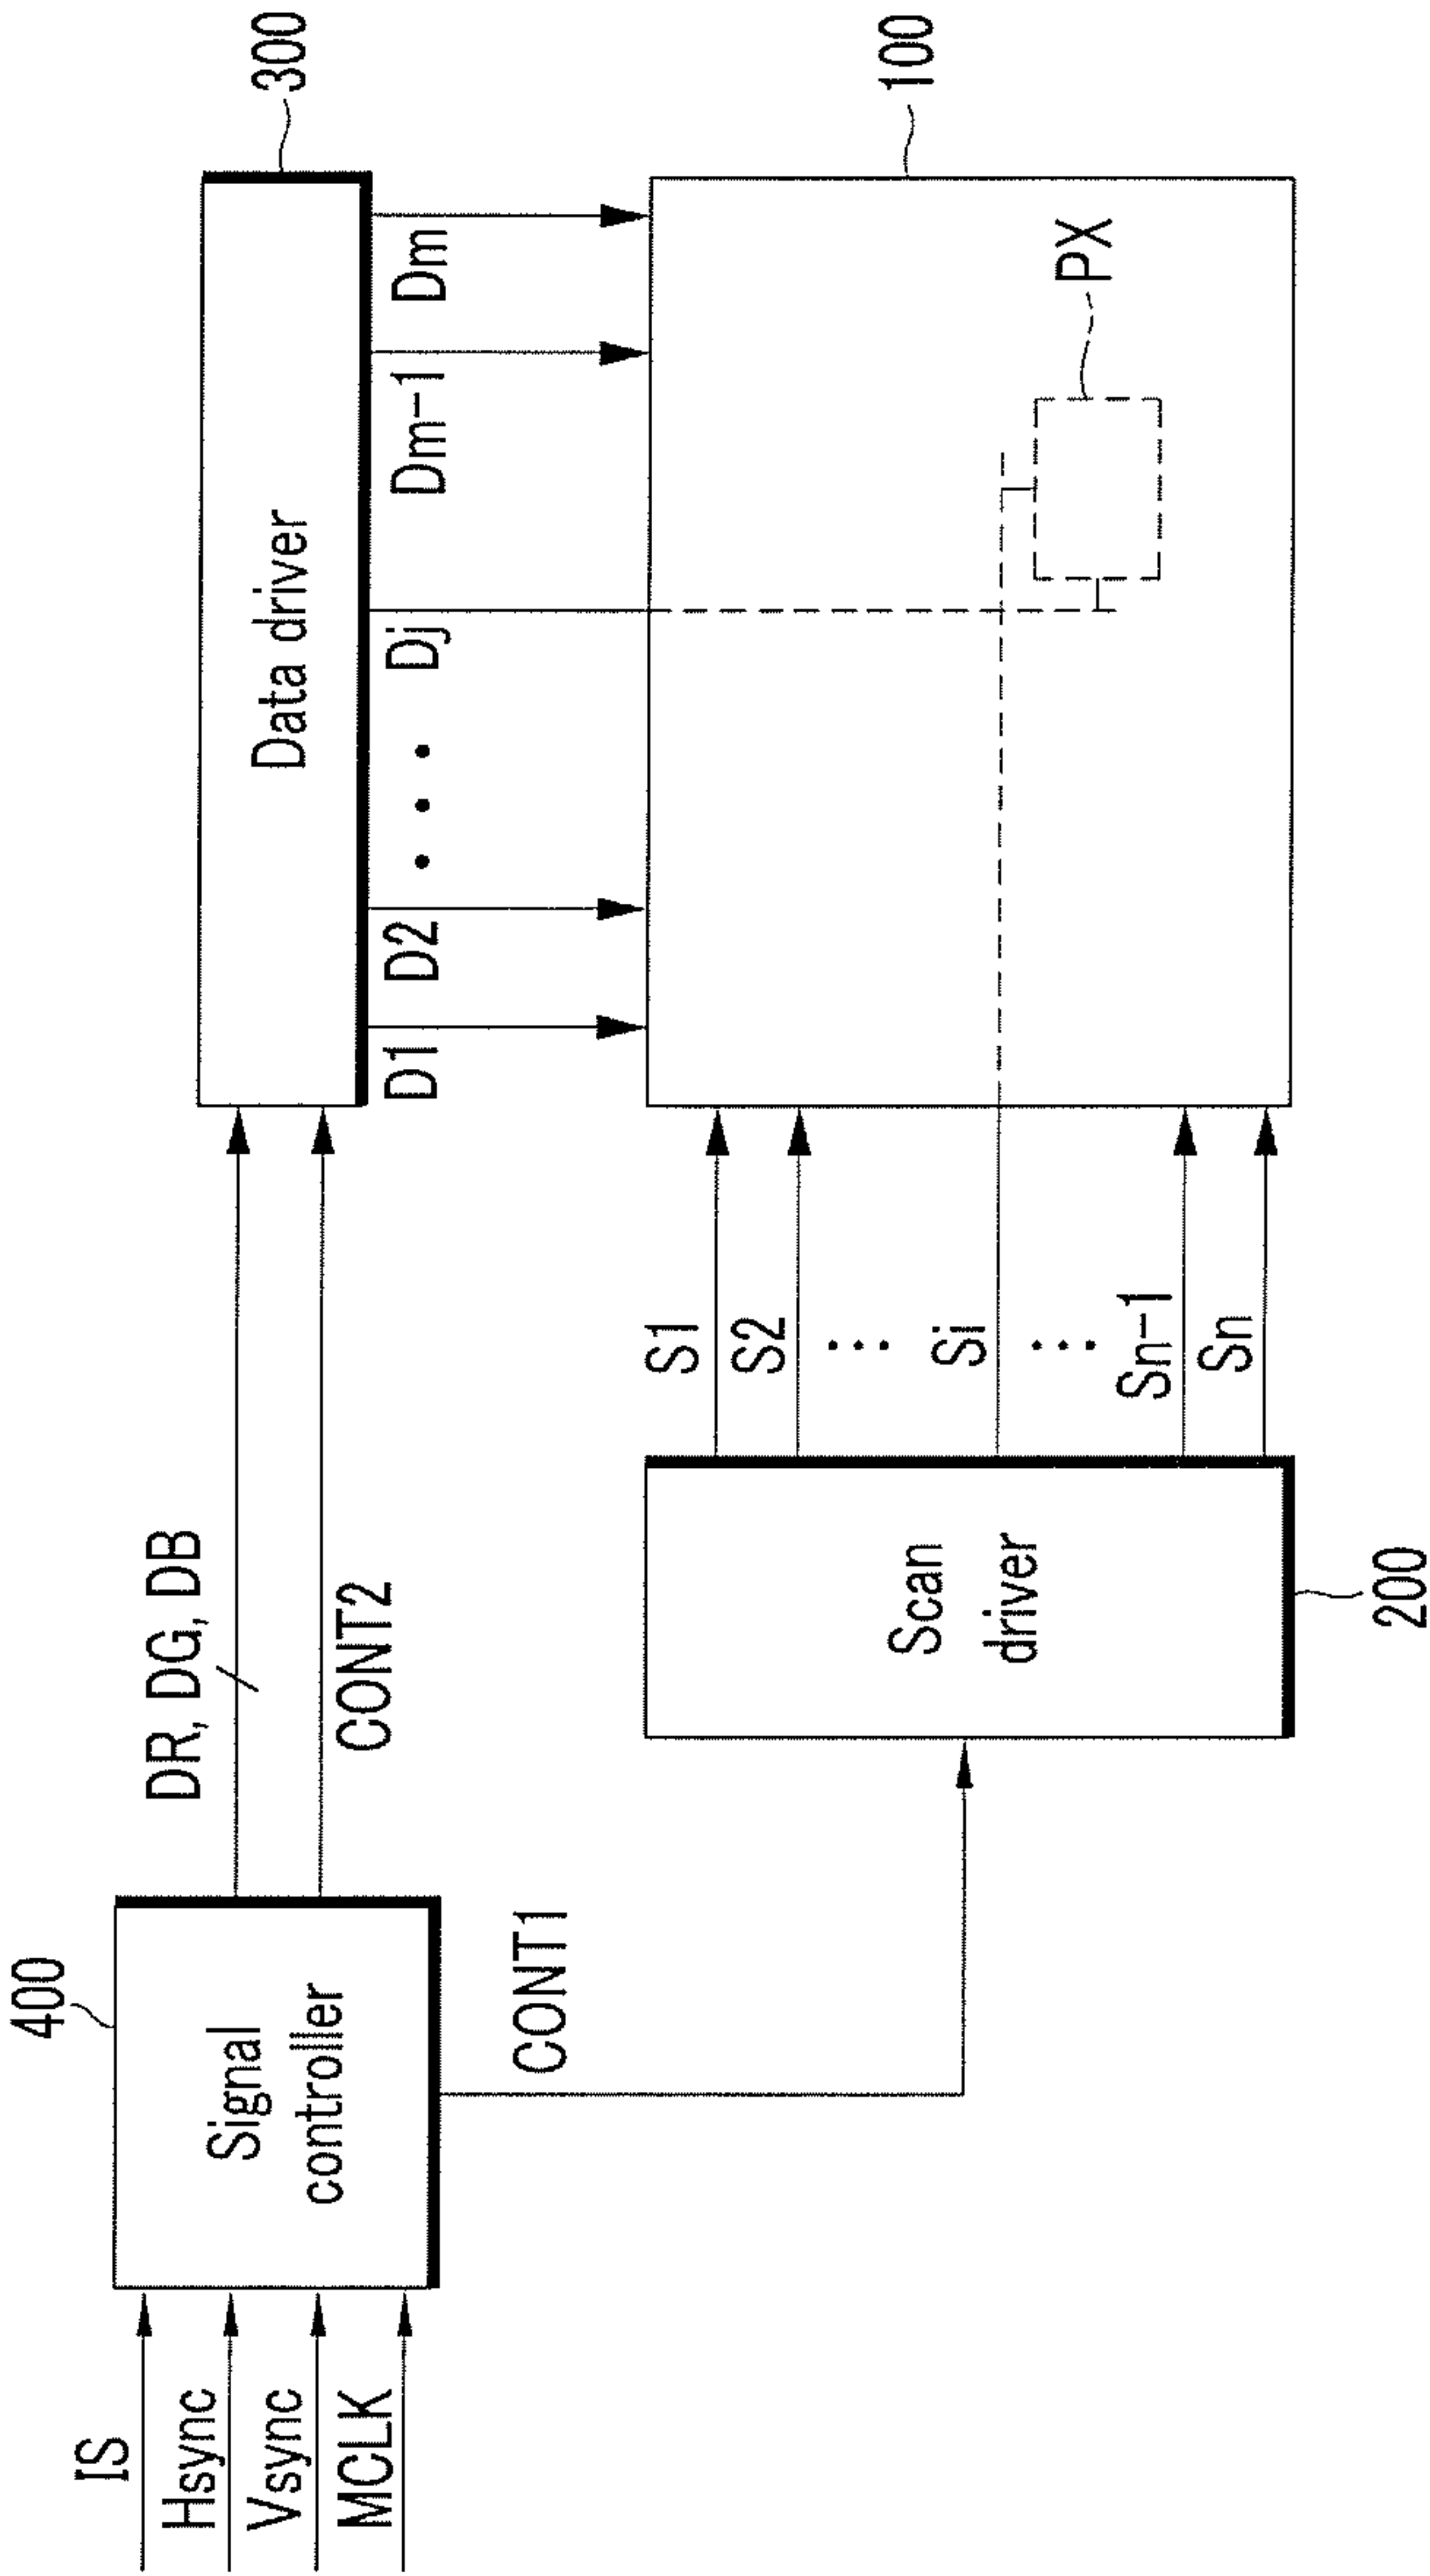 400
IS
Hsync
Vsync
MCLK
Signal
controller
DR, DG, DB
CONT2
CONT1
Data driver
300
D1
D2
Dj
Dm-1
Dm
Scan
driver
200
S1
S2
Si
Sn-1
Sn
100
PX